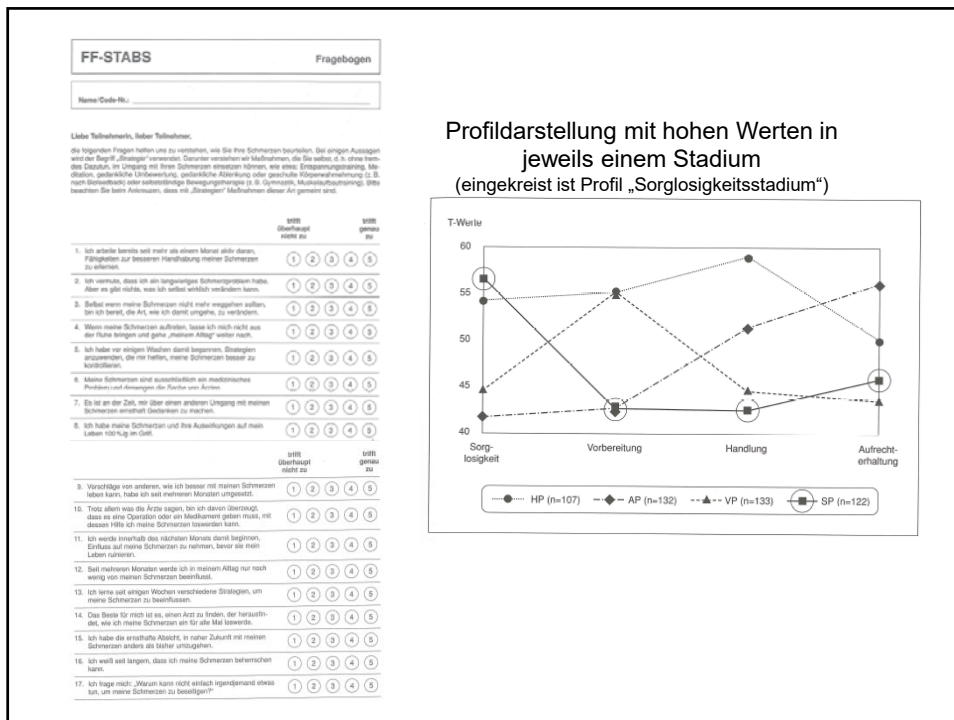 FF-STABS Fragebogen
Name/Code-Nr.:
Liebe Teilnehmerin, lieber Teilnehmer,
die folgenden Fragen helfen uns zu verstehen, wie Sie Ihre Schmerzen beurteilen. Bei einigen Aussagen
wird der Begriff „Strategie“ verwendet. Darunter verstehen wir Maßnahmen, die Sie selbst, d. h. ohne frem-
des Dazutun, im Umgang mit Ihren Schmerzen einsetzen können, wie etwa: Entspannungstraining, Me-
ditation, gedankliche Umbewertung, gedankliche Ablenkung oder geschulte Körperwahrnehmung (z. B.
nach Biofeedback) oder selbstständige Bewegungstherapie (z. B. Gymnastik, Muskelaufbautraining). Bitte
beachten Sie beim Ankreuzen, dass mit „Strategien“ Maßnahmen dieser Art gemeint sind.
trifft überhaupt nicht zu trifft genau zu
1. Ich arbeite bereits seit mehr als einem Monat aktiv daran,
Fähigkeiten zur besseren Handhabung meiner Schmerzen
zu erlernen.
1 2 3 4 5
2. Ich vermute, dass ich ein langwieriges Schmerzproblem habe.
Aber es gibt nichts, was ich selbst wirklich verändern kann.
1 2 3 4 5
3. Selbst wenn meine Schmerzen nicht mehr weggehen sollten,
bin ich bereit, die Art, wie ich damit umgehe, zu verändern.
1 2 3 4 5
4. Wenn meine Schmerzen auftreten, lasse ich mich nicht aus
der Ruhe bringen und gehe „meinem Alltag“ weiter nach.
1 2 3 4 5
5. Ich habe vor einigen Wochen damit begonnen, Strategien
anzuwenden, die mir helfen, meine Schmerzen besser zu
kontrollieren.
1 2 3 4 5
6. Meine Schmerzen sind ausschließlich ein medizinisches
Problem und deswegen die Sache von Ärzten.
1 2 3 4 5
7. Es ist an der Zeit, mir über einen anderen Umgang mit meinen
Schmerzen ernsthaft Gedanken zu machen.
1 2 3 4 5
8. Ich habe meine Schmerzen und ihre Auswirkungen auf mein
Leben 100%ig im Griff.
1 2 3 4 5
trifft überhaupt nicht zu trifft genau zu
9. Vorschläge von anderen, wie ich besser mit meinen Schmerzen
leben kann, habe ich seit mehreren Monaten umgesetzt.
1 2 3 4 5
10. Trotz allem was die Ärzte sagen, bin ich davon überzeugt,
dass es eine Operation oder ein Medikament geben muss, mit
dessen Hilfe ich meine Schmerzen loswerden kann.
1 2 3 4 5
11. Ich werde innerhalb des nächsten Monats damit beginnen,
Einfluss auf meine Schmerzen zu nehmen, bevor sie mein
Leben ruinieren.
1 2 3 4 5
12. Seit mehreren Monaten werde ich in meinem Alltag nur noch
wenig von meinen Schmerzen beeinflusst.
1 2 3 4 5
13. Ich lerne seit einigen Wochen verschiedene Strategien, um
meine Schmerzen zu beeinflussen.
1 2 3 4 5
14. Das Beste für mich ist es, einen Arzt zu finden, der herausfin-
det, wie ich meine Schmerzen ein für alle Mal loswerde.
1 2 3 4 5
15. Ich habe die ernsthafte Absicht, in naher Zukunft mit meinen
Schmerzen anders als bisher umzugehen.
1 2 3 4 5
16. Ich weiß seit langem, dass ich meine Schmerzen beherrschen
kann.
1 2 3 4 5
17. Ich frage mich: „Warum kann nicht einfach irgendjemand etwas
tun, um meine Schmerzen zu beseitigen?“
1 2 3 4 5
Profildarstellung mit hohen Werten in
jeweils einem Stadium
(eingekreist ist Profil „Sorglosigkeitsstadium“)
T-Werte
60
55
50
45
40
Sorg-
losigkeit
Vorbereitung
Handlung
Aufrecht-
erhaltung
HP (n=107) AP (n=132) VP (n=133) SP (n=122)